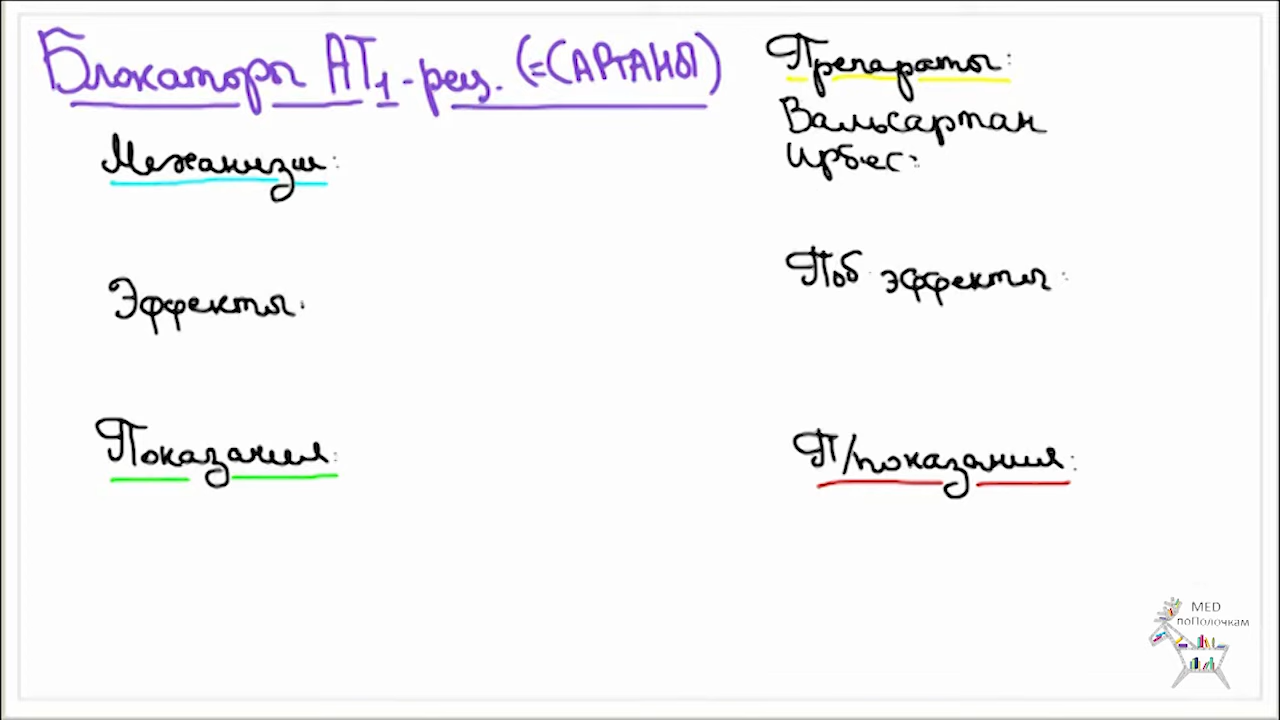 Блокаторы АТ1-рец. (=САРТАНЫ)
Механизм:
Эффекты:
Показания:
Препараты:
Вальсартан
Ирбес
Поб. эффекты:
П/показания:
MED
поПолочкам